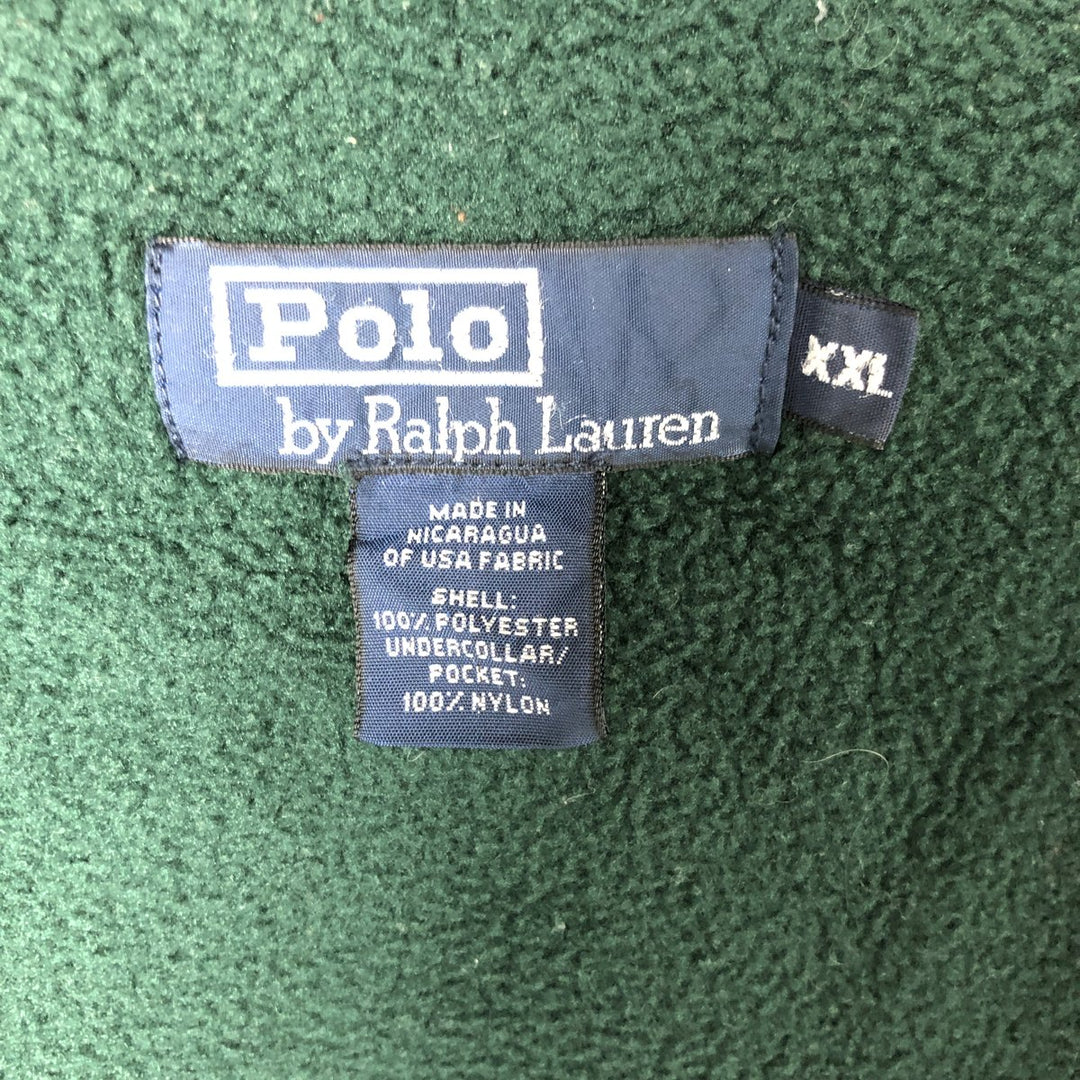 Polo
by Ralph Lauren
XXL
MADE IN
NICARAGUA
OF USA FABRIC
SHELL:
100% POLYESTER
UNDERCOLLAR/
POCKET:
100% NYLON